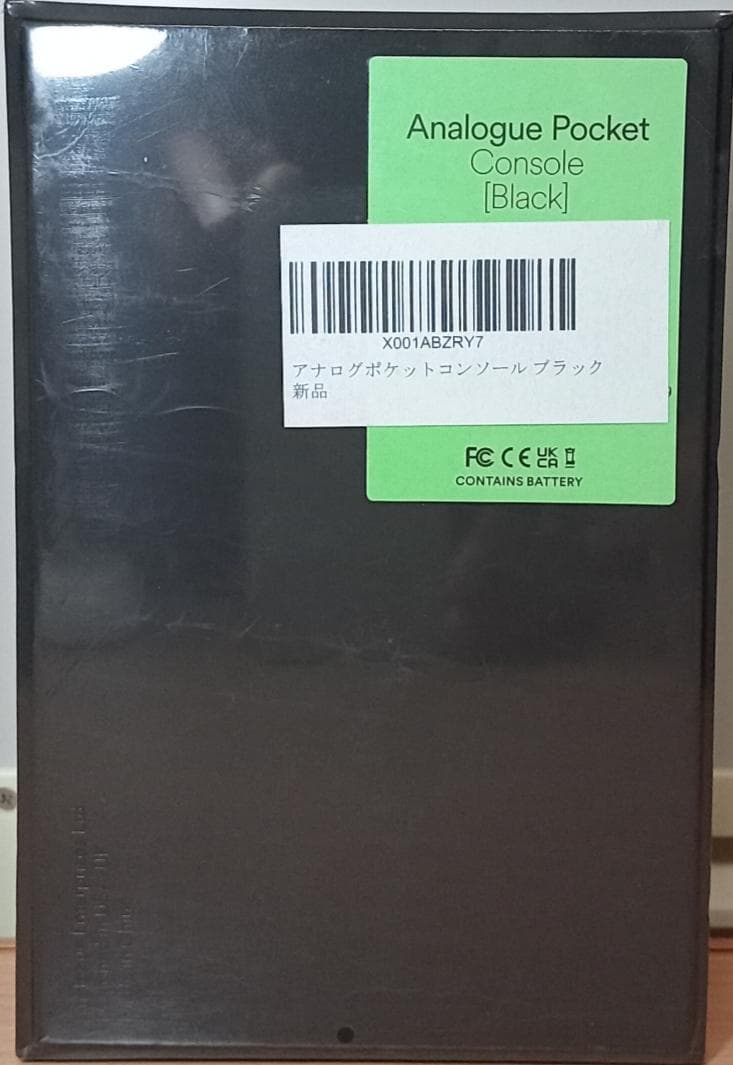 Analogue Pocket
Console
[Black]
X001ABZRY7
アナログポケットコンソール ブラック
新品
FC CE UK CA
CONTAINS BATTERY